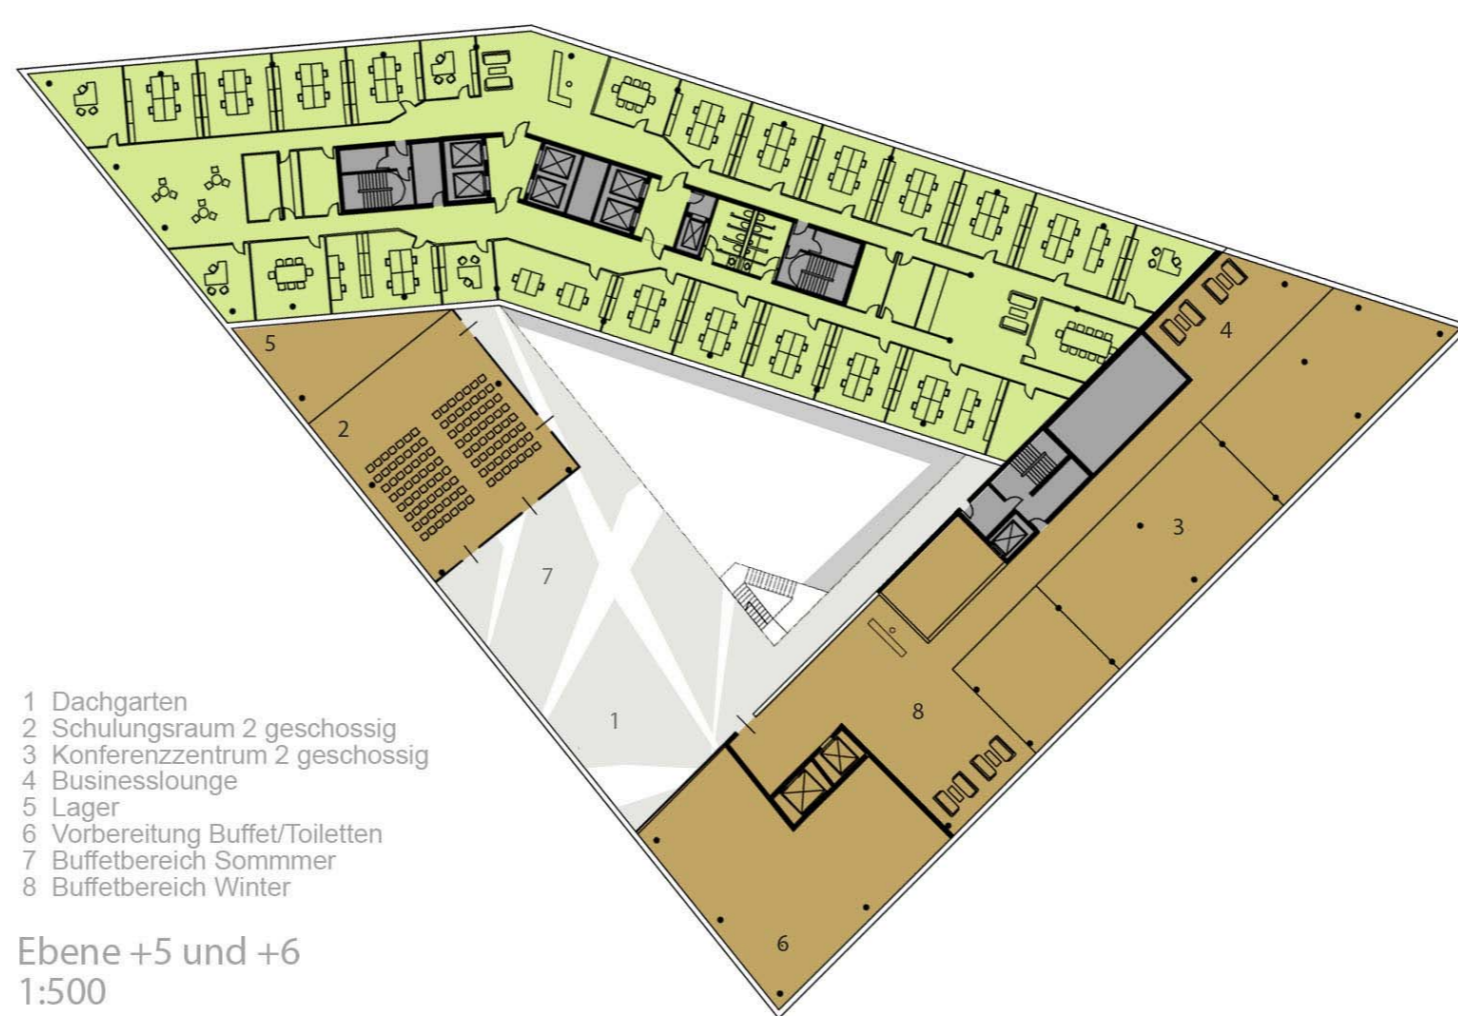 5
4
2
3
7
8
1
6
1 Dachgarten
2 Schulungsraum 2 geschossig
3 Konferenzzentrum 2 geschossig
4 Businesslounge
5 Lager
6 Vorbereitung Buffet/Toiletten
7 Buffetbereich Sommmer
8 Buffetbereich Winter
Ebene +5 und +6
1:500